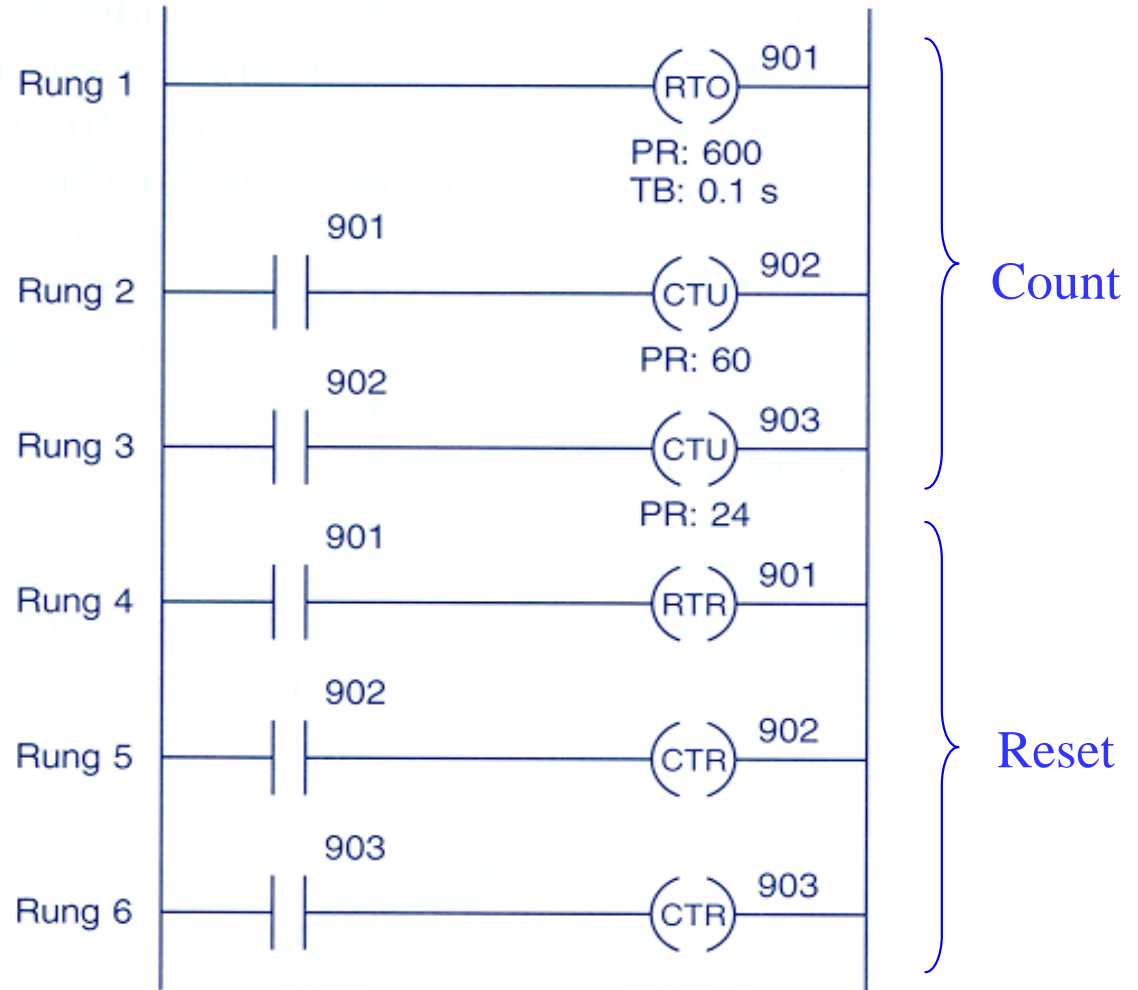 901
Rung 1
RTO
PR: 600
TB: 0.1 s
901
902
Rung 2
CTU
Count
PR: 60
902
903
Rung 3
CTU
PR: 24
901
901
Rung 4
RTR
902
902
Rung 5
CTR
Reset
903
903
Rung 6
CTR